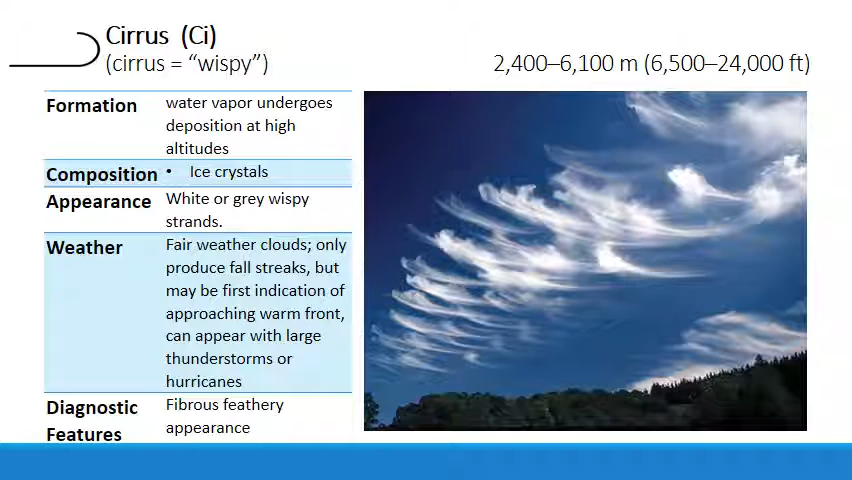 Cirrus (Ci)
(cirrus = “wispy”)
2,400–6,100 m (6,500–24,000 ft)
Formation
water vapor undergoes
deposition at high
altitudes
Composition
• Ice crystals
Appearance
White or grey wispy
strands.
Weather
Fair weather clouds; only
produce fall streaks, but
may be first indication of
approaching warm front,
can appear with large
thunderstorms or
hurricanes
Diagnostic
Features
Fibrous feathery
appearance